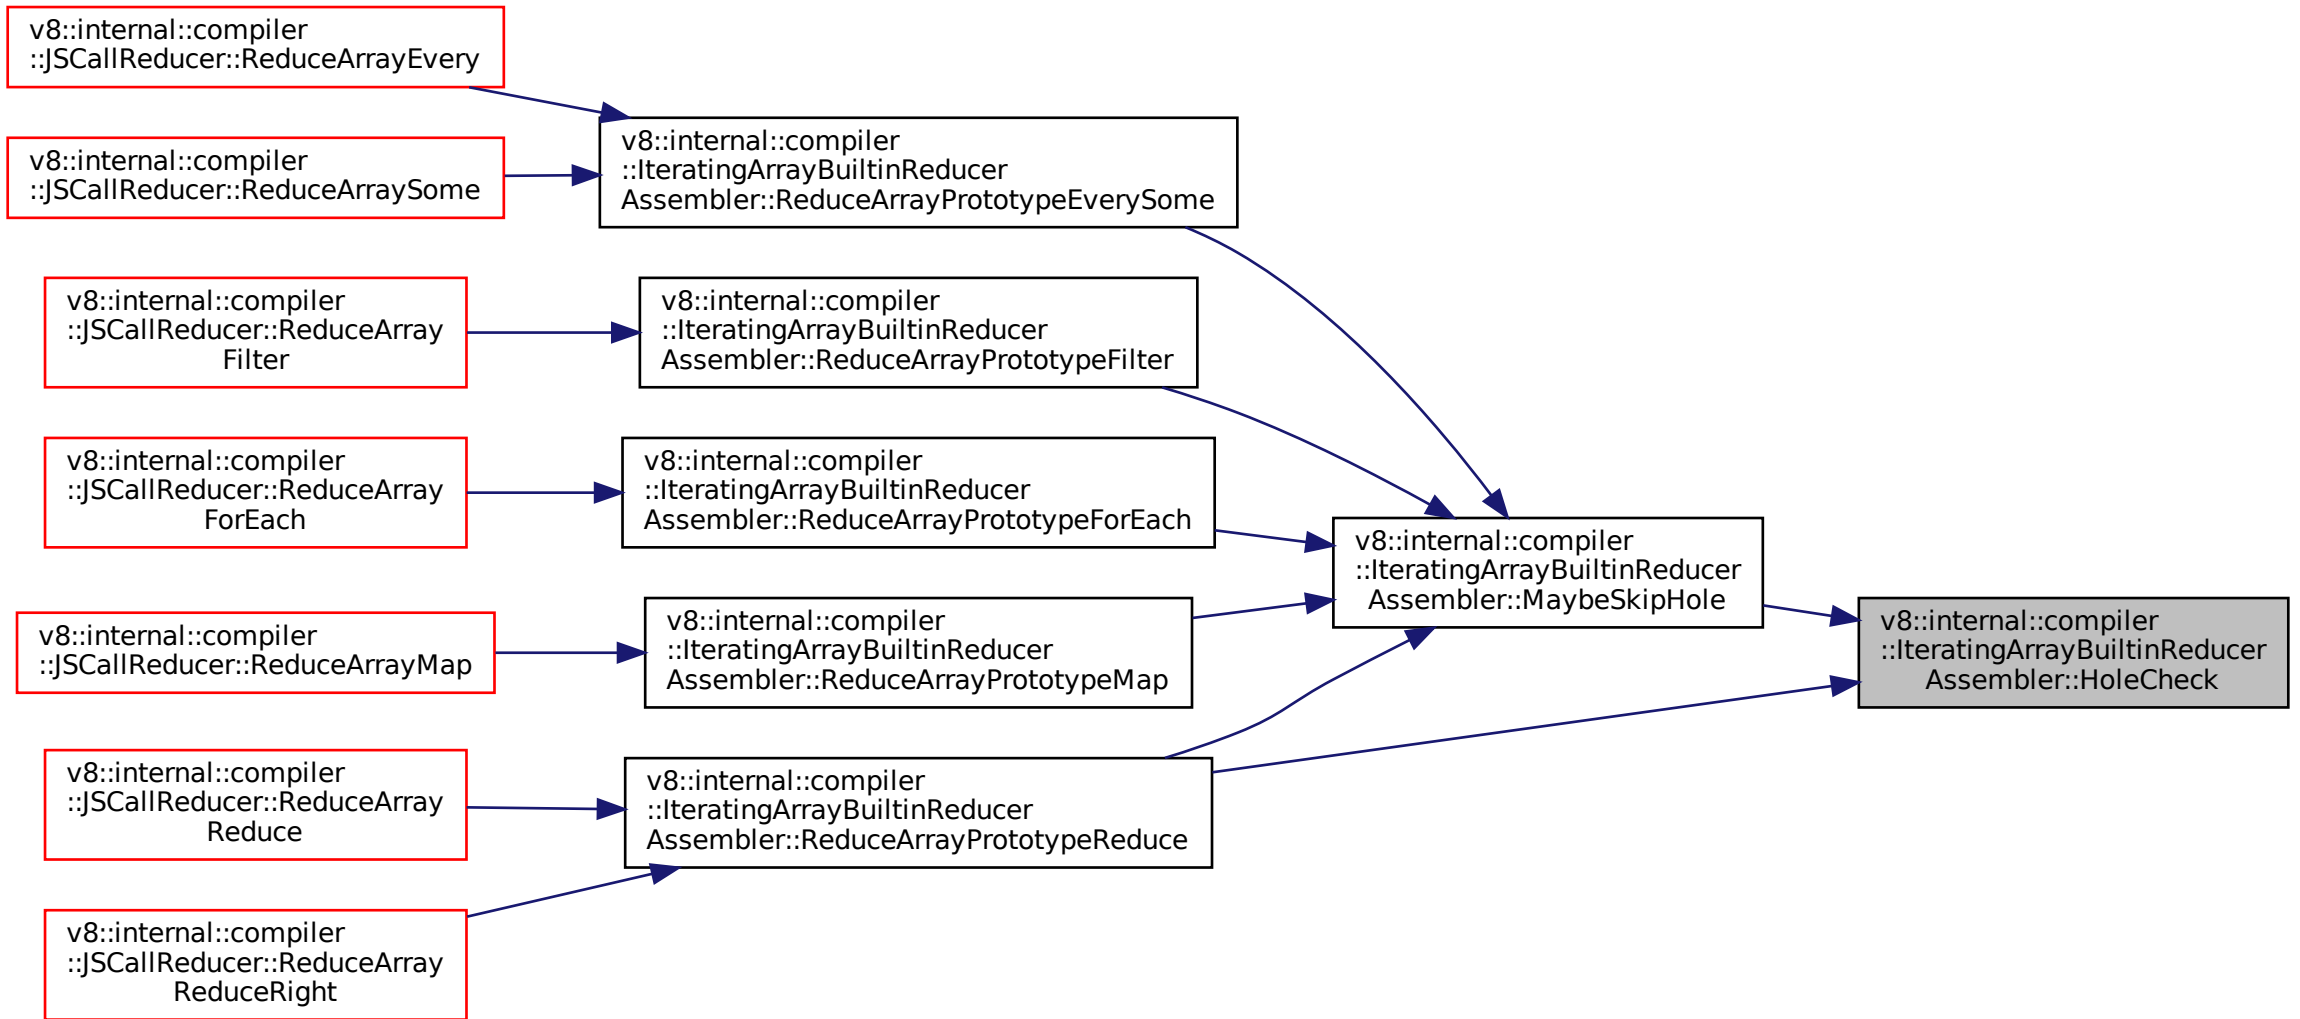 v8::internal::compiler
::JSCallReducer::ReduceArrayEvery
v8::internal::compiler
::JSCallReducer::ReduceArraySome
v8::internal::compiler
::JSCallReducer::ReduceArray
Filter
v8::internal::compiler
::JSCallReducer::ReduceArray
ForEach
v8::internal::compiler
::JSCallReducer::ReduceArrayMap
v8::internal::compiler
::JSCallReducer::ReduceArray
Reduce
v8::internal::compiler
::JSCallReducer::ReduceArray
ReduceRight
v8::internal::compiler
::IteratingArrayBuiltinReducer
Assembler::ReduceArrayPrototypeEverySome
v8::internal::compiler
::IteratingArrayBuiltinReducer
Assembler::ReduceArrayPrototypeFilter
v8::internal::compiler
::IteratingArrayBuiltinReducer
Assembler::ReduceArrayPrototypeForEach
v8::internal::compiler
::IteratingArrayBuiltinReducer
Assembler::ReduceArrayPrototypeMap
v8::internal::compiler
::IteratingArrayBuiltinReducer
Assembler::ReduceArrayPrototypeReduce
v8::internal::compiler
::IteratingArrayBuiltinReducer
Assembler::MaybeSkipHole
v8::internal::compiler
::IteratingArrayBuiltinReducer
Assembler::HoleCheck